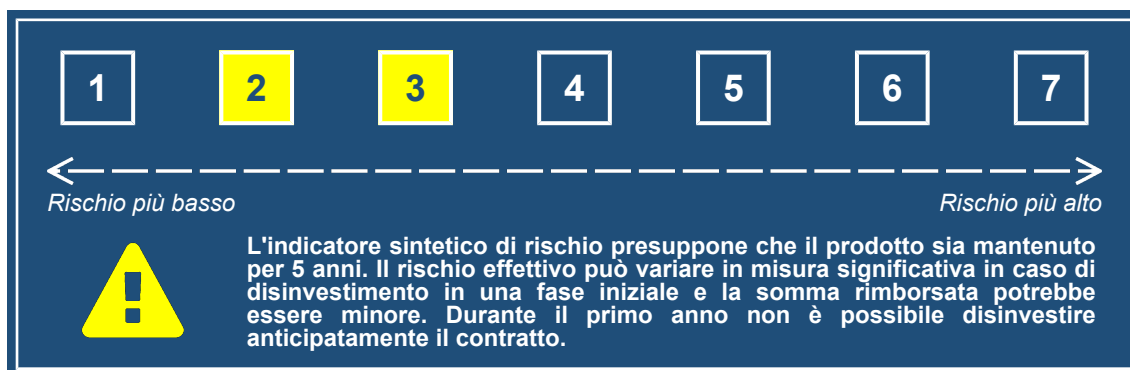 1 2 3 4 5 6 7
Rischio più basso Rischio più alto
L'indicatore sintetico di rischio presuppone che il prodotto sia mantenuto
per 5 anni. Il rischio effettivo può variare in misura significativa in caso di
disinvestimento in una fase iniziale e la somma rimborsata potrebbe
essere minore. Durante il primo anno non è possibile disinvestire
anticipatamente il contratto.